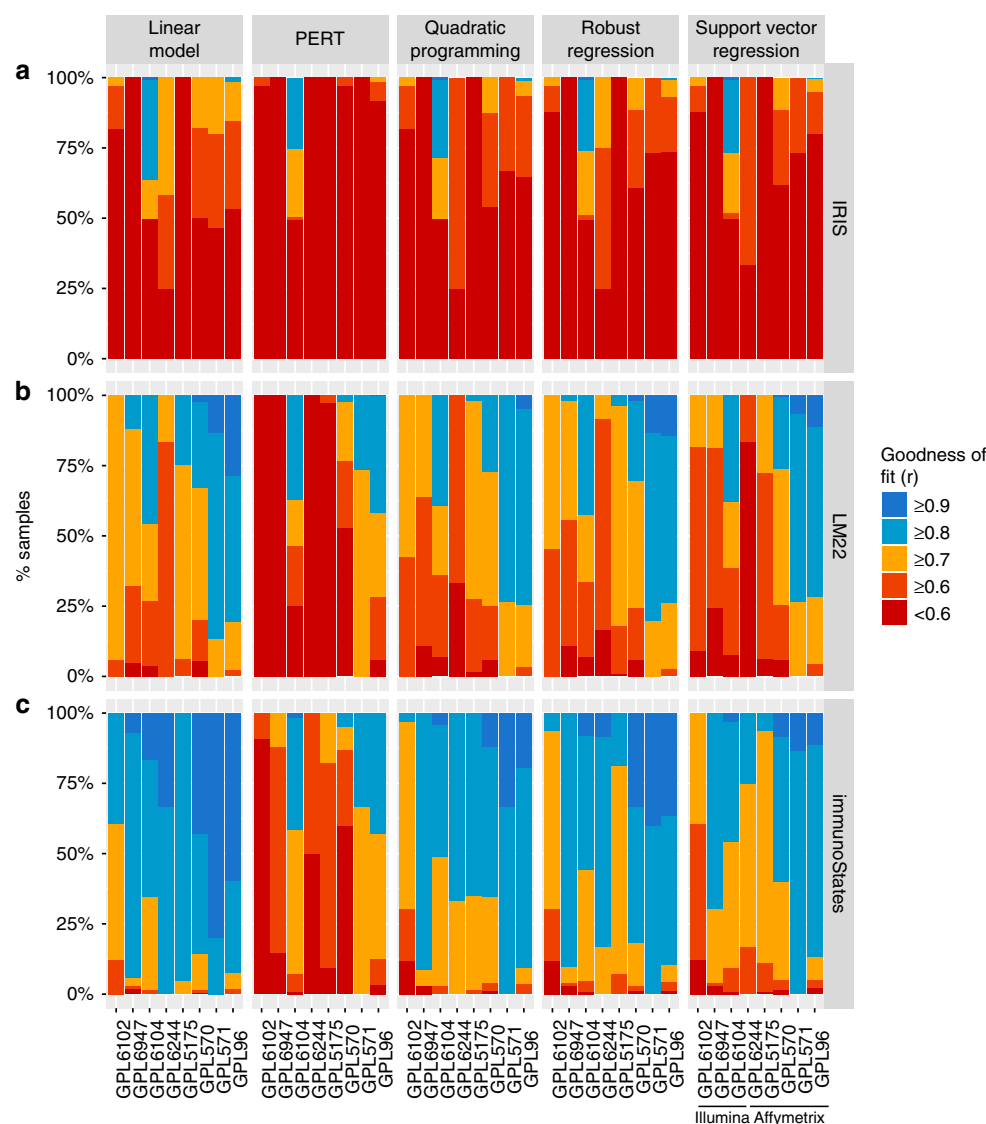 Linear
model
PERT
Quadratic
programming
Robust
regression
Support vector
regression
a
100%
75%
50%
25%
0%
IRIS
b
100%
75%
50%
25%
0%
LM22
c
100%
75%
50%
25%
0%
immunoStates
% samples
Goodness of
fit (r)
≥0.9
≥0.8
≥0.7
≥0.6
<0.6
GPL6102
GPL6947
GPL6104
GPL6244
GPL5175
GPL570
GPL571
GPL96
GPL6102
GPL6947
GPL6104
GPL6244
GPL5175
GPL570
GPL571
GPL96
GPL6102
GPL6947
GPL6104
GPL6244
GPL5175
GPL570
GPL571
GPL96
GPL6102
GPL6947
GPL6104
GPL6244
GPL5175
GPL570
GPL571
GPL96
GPL6102
GPL6947
GPL6104
GPL6244
GPL5175
GPL570
GPL571
GPL96
Illumina Affymetrix